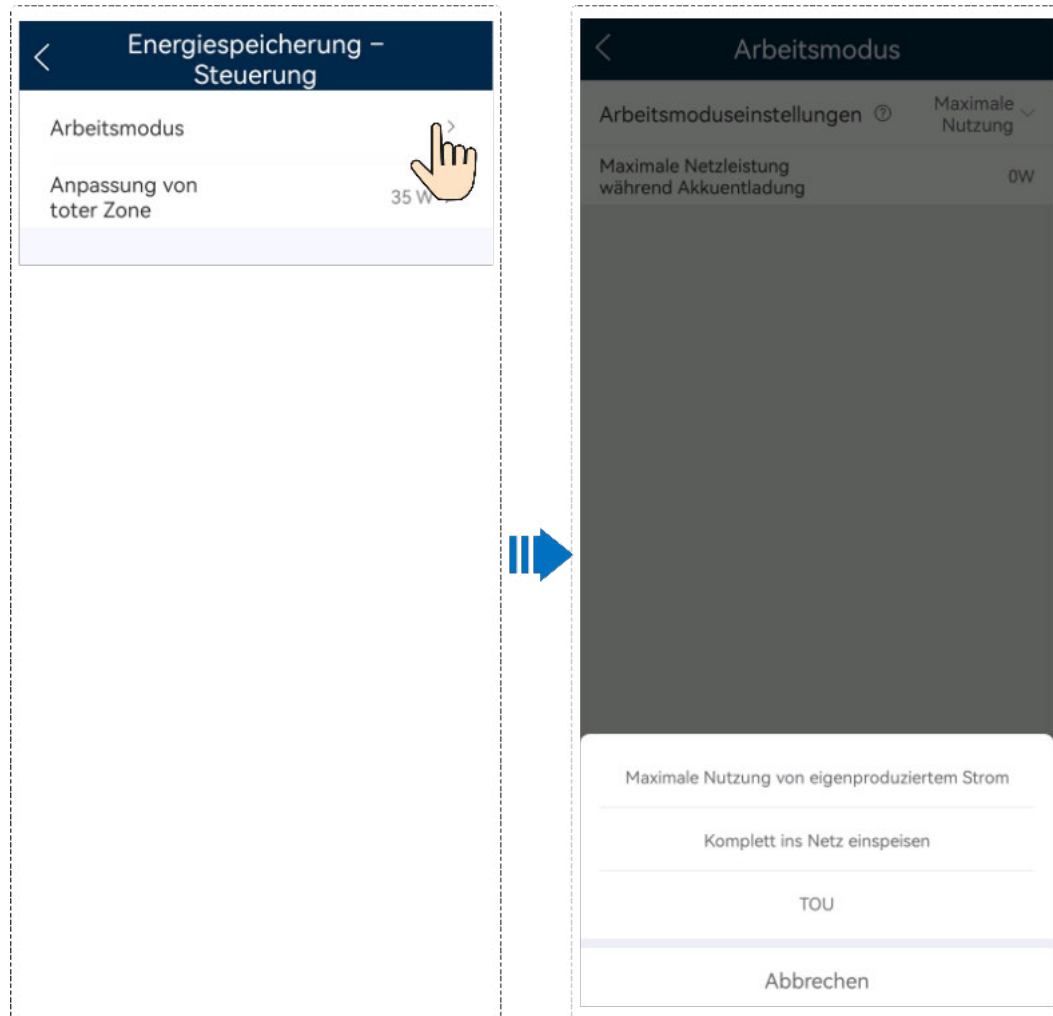 Energiespeicherung –
Steuerung
Arbeitsmodus
Anpassung von
toter Zone
35 W
Arbeitsmodus
Arbeitsmoduseinstellungen ?
Maximale
Nutzung
Maximale Netzleistung
während Akkuentladung
0W
Maximale Nutzung von eigenproduziertem Strom
Komplett ins Netz einspeisen
TOU
Abbrechen